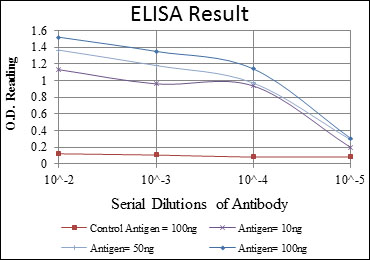 ELISA Result
1.6
1.4
1.2
1
0.8
0.6
0.4
0.2
0
O.D. Reading
10^-2 10^-3 10^-4 10^-5
Serial Dilutions of Antibody
Control Antigen = 100ng
Antigen= 10ng
Antigen= 50ng
Antigen= 100ng